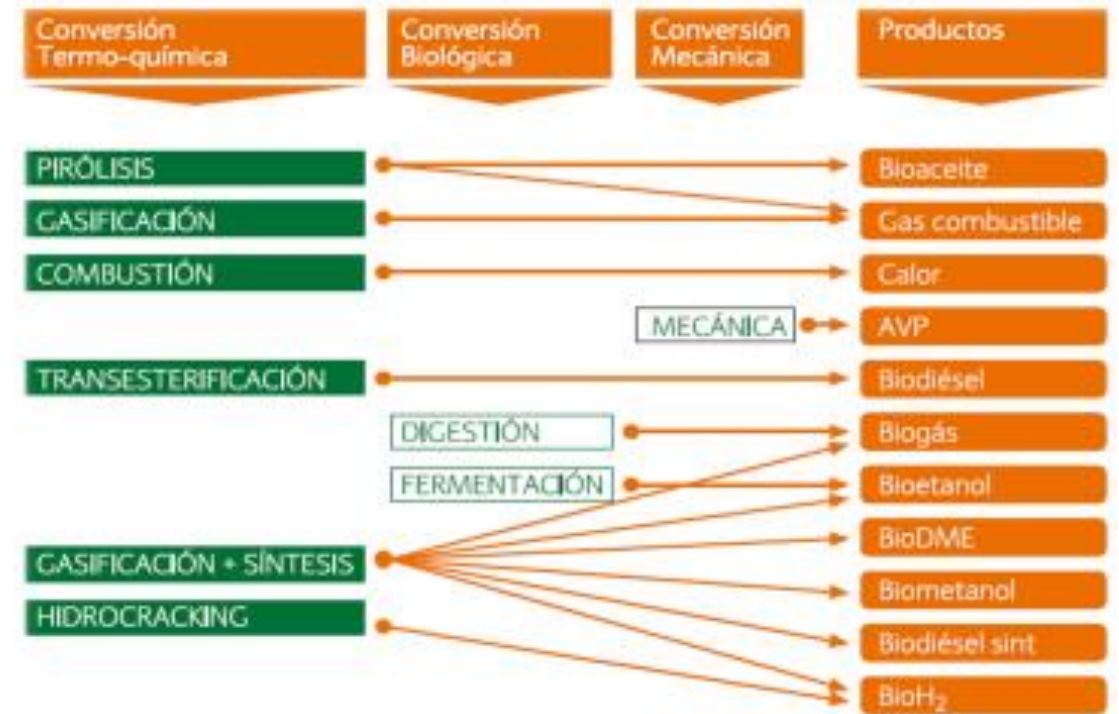 Conversión
Termo-química
Conversión
Biológica
Conversión
Mecánica
Productos
PIRÓLISIS
Bioaceite
GASIFICACIÓN
Gas combustible
COMBUSTIÓN
Calor
MECÁNICA
AVP
TRANSESTERIFICACIÓN
Biodiésel
DIGESTIÓN
Biogás
FERMENTACIÓN
Bioetanol
BioDME
GASIFICACIÓN + SÍNTESIS
Biometanol
HIDROCRACKING
Biodiésel sint
BioH₂